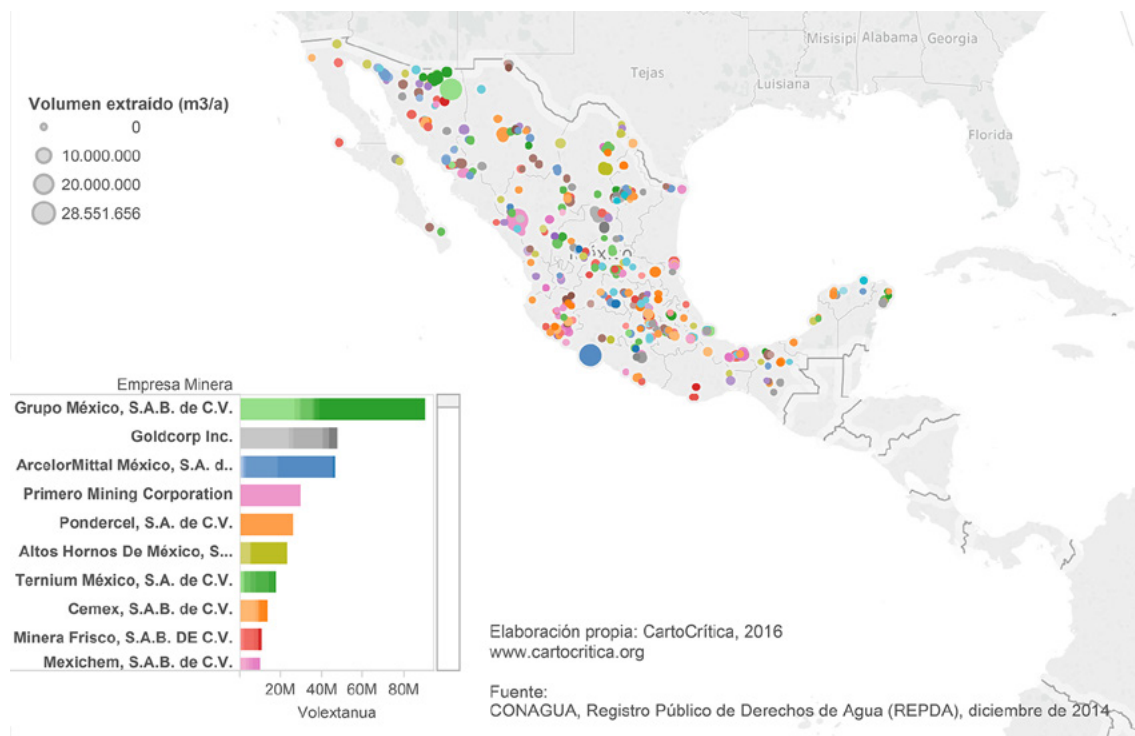 Misisipi Alabama Georgia
Tejas
Luisiana
Florida
Volumen extraído (m3/a)
0
10.000.000
20.000.000
28.551.656
México
Empresa Minera
Grupo México, S.A.B. de C.V.
Goldcorp Inc.
ArcelorMittal México, S.A. d..
Primero Mining Corporation
Pondercel, S.A. de C.V.
Altos Hornos De México, S...
Ternium México, S.A. de C.V.
Cemex, S.A.B. de C.V.
Minera Frisco, S.A.B. DE C.V.
Mexichem, S.A.B. de C.V.
20M 40M 60M 80M
Volextanua
Elaboración propia: CartoCrítica, 2016
www.cartocritica.org
Fuente:
CONAGUA, Registro Público de Derechos de Agua (REPDA), diciembre de 2014